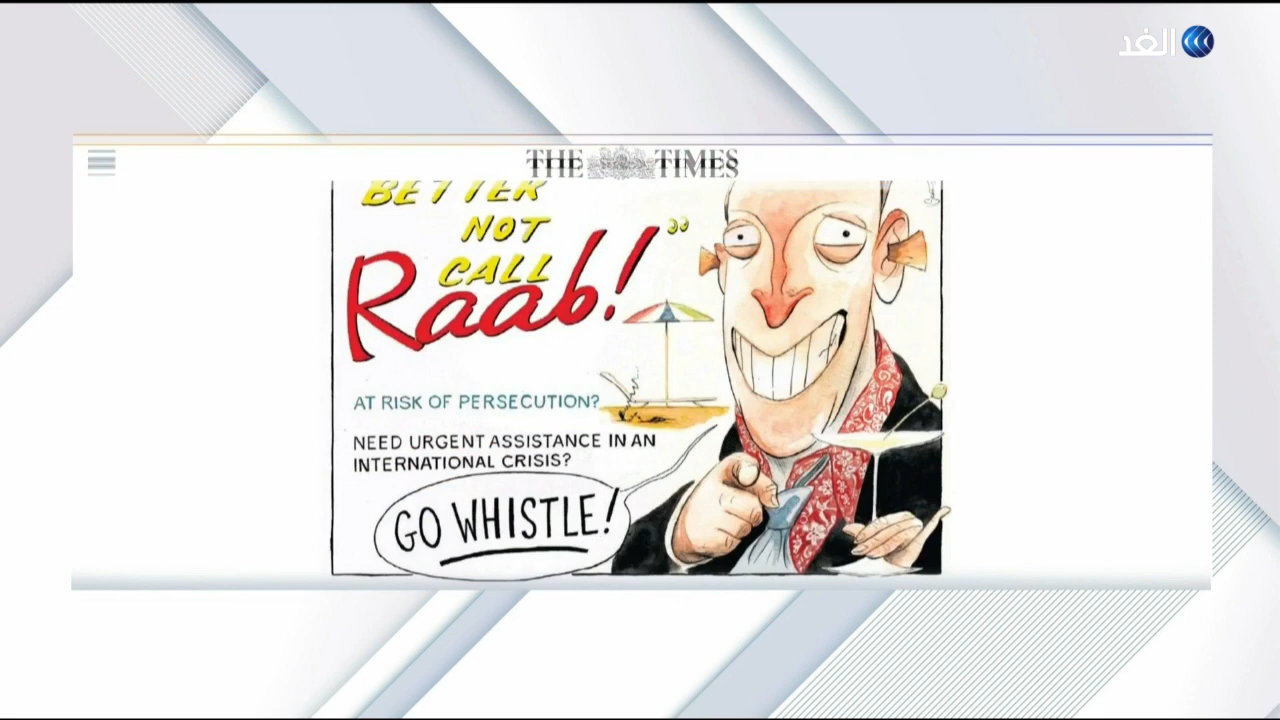 الغد
THE TIMES
BETTER
NOT
CALL
Raab!”
AT RISK OF PERSECUTION?
NEED URGENT ASSISTANCE IN AN
INTERNATIONAL CRISIS?
GO WHISTLE!